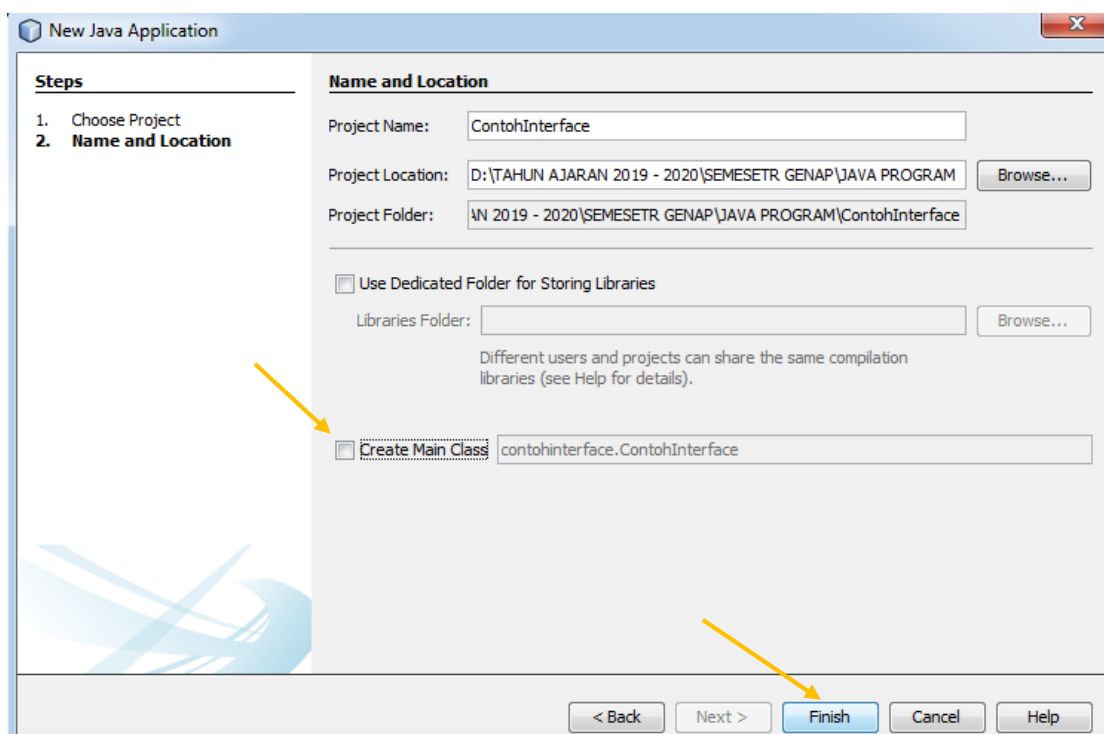 New Java Application
Steps
1. Choose Project
2. Name and Location
Name and Location
Project Name: ContohInterface
Project Location: D:\TAHUN AJARAN 2019 - 2020\SEMESETR GENAP\JAVA PROGRAM Browse...
Project Folder: \N 2019 - 2020\SEMESETR GENAP\JAVA PROGRAM\ContohInterface
Use Dedicated Folder for Storing Libraries
Libraries Folder: Browse...
Different users and projects can share the same compilation
libraries (see Help for details).
Create Main Class contohinterface.ContohInterface
< Back Next > Finish Cancel Help